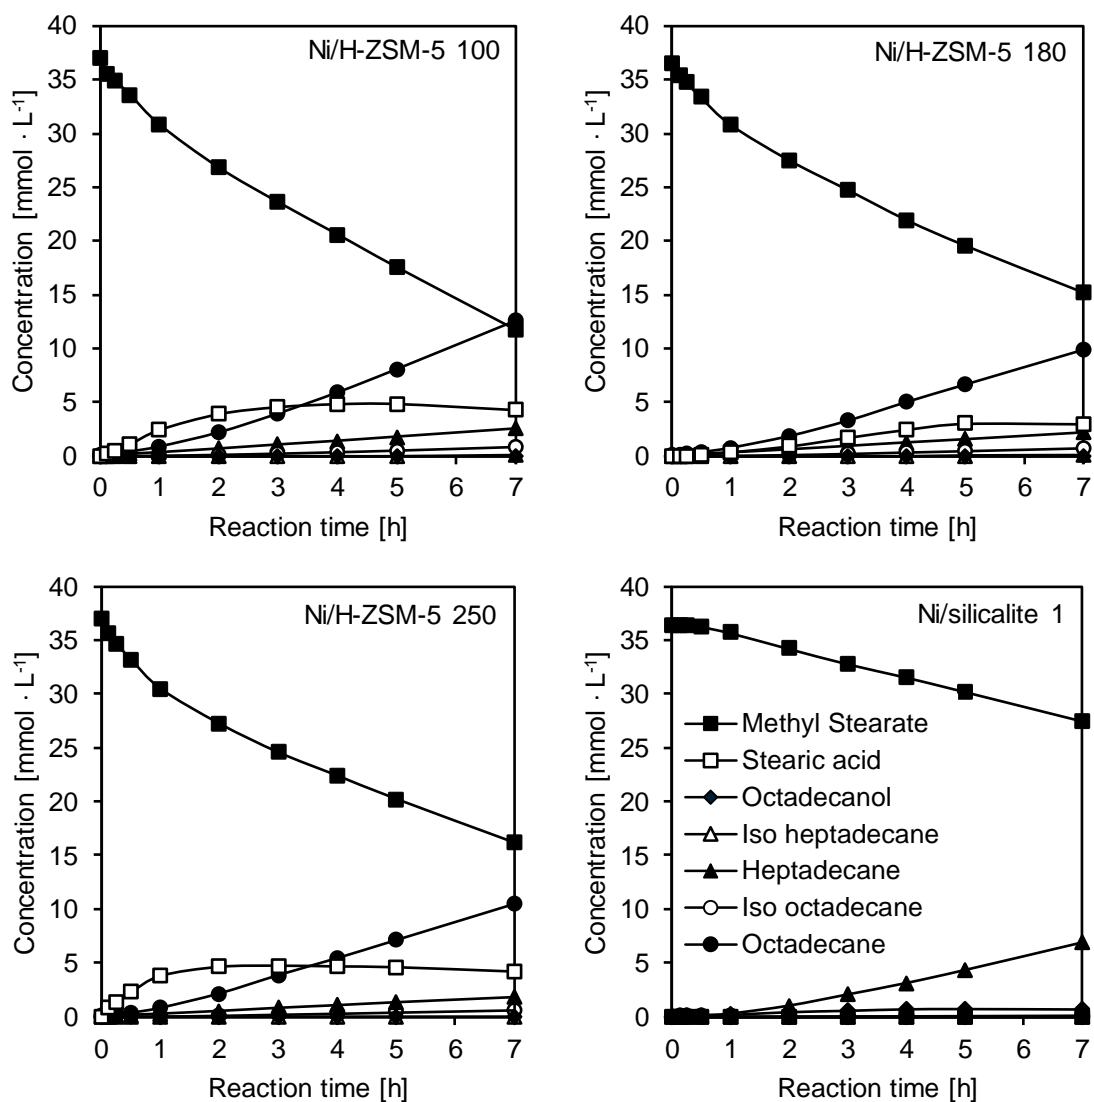 Ni/H-ZSM-5 100
Concentration [mmol · L⁻¹]
40
35
30
25
20
15
10
5
0
0 1 2 3 4 5 6 7
Reaction time [h]
Ni/H-ZSM-5 180
Concentration [mmol · L⁻¹]
40
35
30
25
20
15
10
5
0
0 1 2 3 4 5 6 7
Reaction time [h]
Ni/H-ZSM-5 250
Concentration [mmol · L⁻¹]
40
35
30
25
20
15
10
5
0
0 1 2 3 4 5 6 7
Reaction time [h]
Ni/silicalite 1
Concentration [mmol · L⁻¹]
40
35
30
25
20
15
10
5
0
Methyl Stearate
Stearic acid
Octadecanol
Iso heptadecane
Heptadecane
Iso octadecane
Octadecane
0 1 2 3 4 5 6 7
Reaction time [h]